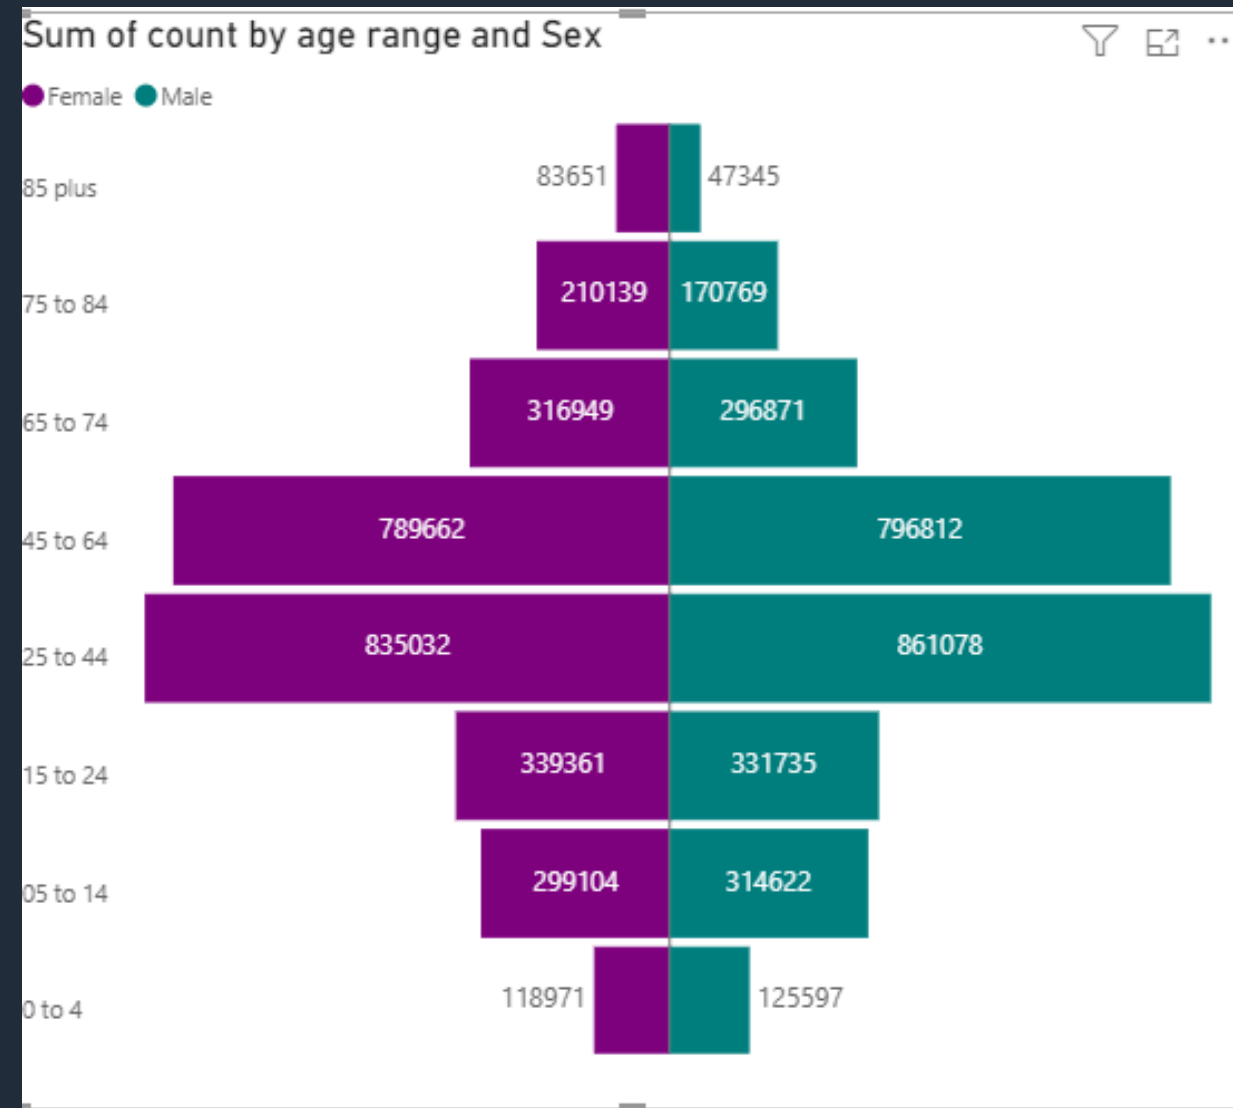 Sum of count by age range and Sex
Female Male
85 plus 83651 47345
75 to 84 210139 170769
65 to 74 316949 296871
45 to 64 789662 796812
25 to 44 835032 861078
15 to 24 339361 331735
05 to 14 299104 314622
0 to 4 118971 125597